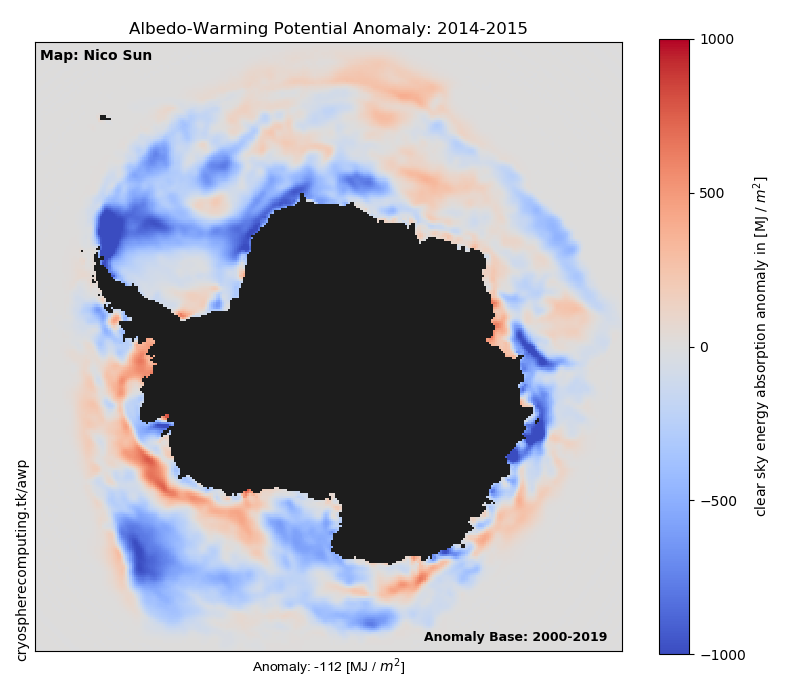 Albedo-Warming Potential Anomaly: 2014-2015
Map: Nico Sun
1000
500
0
−500
−1000
clear sky energy absorption anomaly in [MJ / m²]
cryospherecomputing.tk/awp
Anomaly Base: 2000-2019
Anomaly: -112 [MJ / m²]